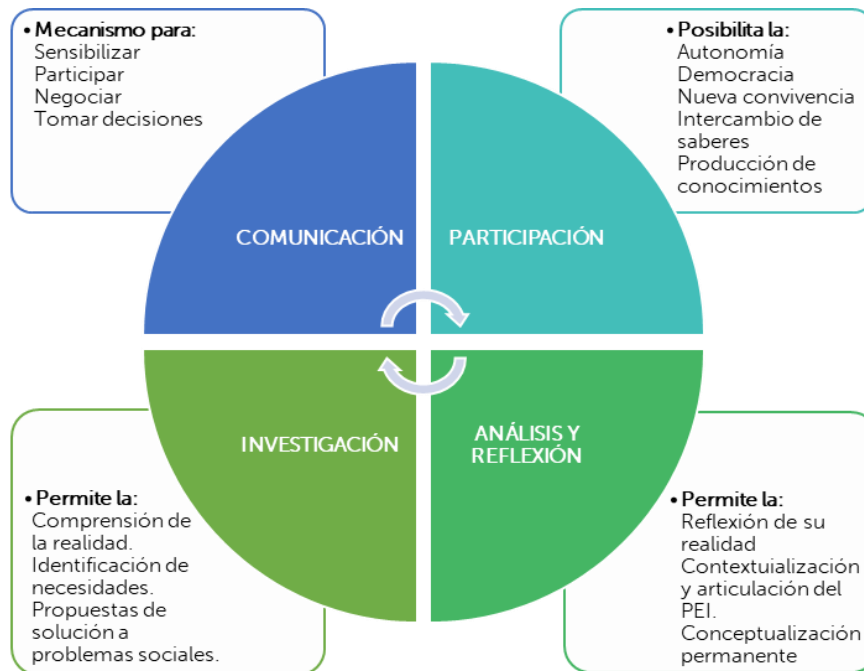 • Mecanismo para:
Sensibilizar
Participar
Negociar
Tomar decisiones
• Posibilita la:
Autonomía
Democracia
Nueva convivencia
Intercambio de
saberes
Producción de
conocimientos
COMUNICACIÓN
PARTICIPACIÓN
INVESTIGACIÓN
ANÁLISIS Y
REFLEXIÓN
• Permite la:
Comprensión de
la realidad.
Identificación de
necesidades.
Propuestas de
solución a
problemas sociales.
• Permite la:
Reflexión de su
realidad
Contextuialización
y articulación del
PEI.
Conceptualización
permanente